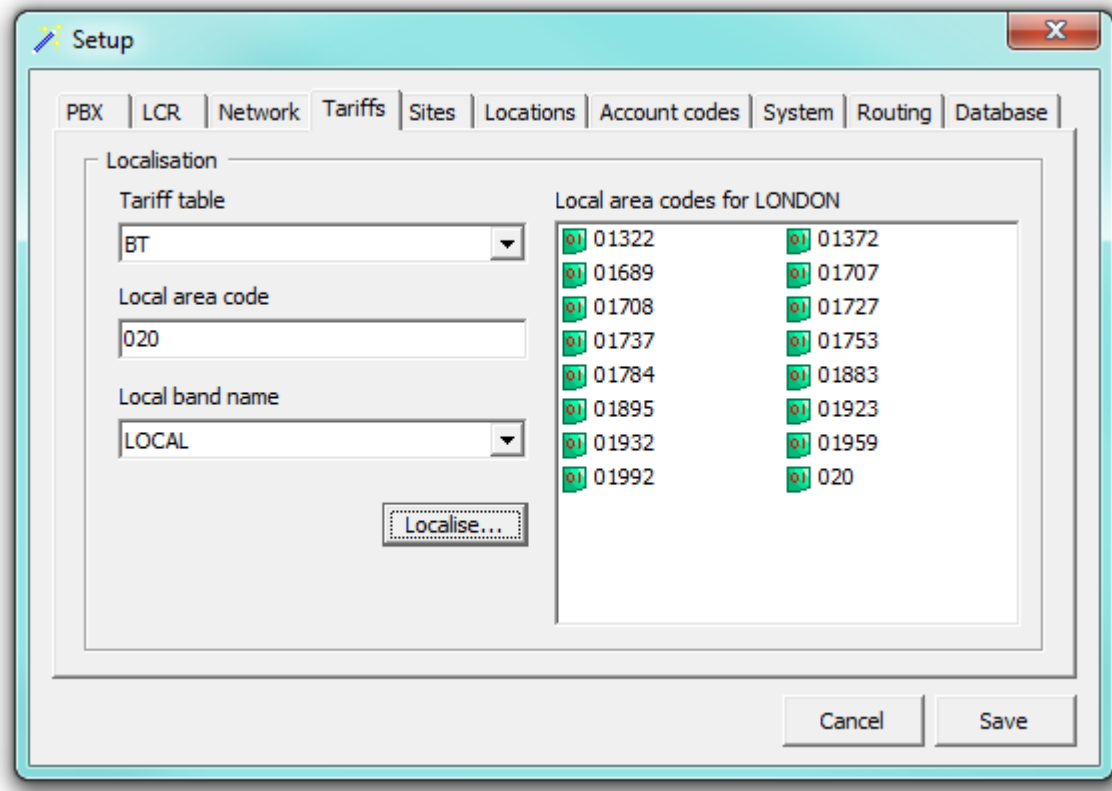 Setup
PBX LCR Network Tariffs Sites Locations Account codes System Routing Database
Localisation
Tariff table
BT
Local area code
020
Local band name
LOCAL
Localise...
Local area codes for LONDON
01322 01372
01689 01707
01708 01727
01737 01753
01784 01883
01895 01923
01932 01959
01992 020
Cancel Save